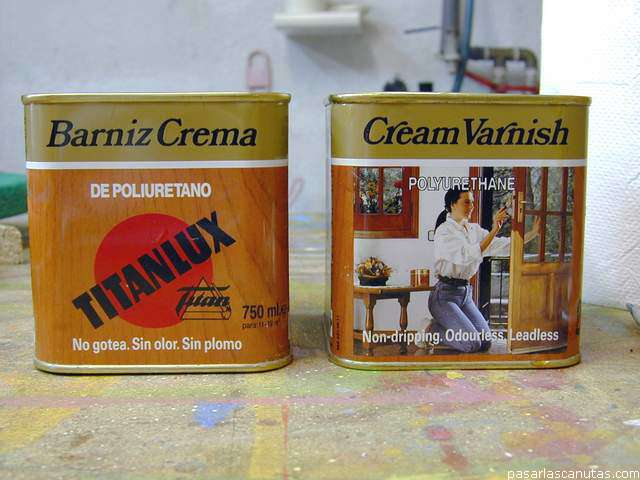 Barniz Crema
DE POLIURETANO
TITANLUX
Titan
750 ml.
No gotea. Sin olor. Sin plomo
Cream Varnish
POLYURETHANE
Non-dripping. Odourless. Leadless
pasarlascanutas.com